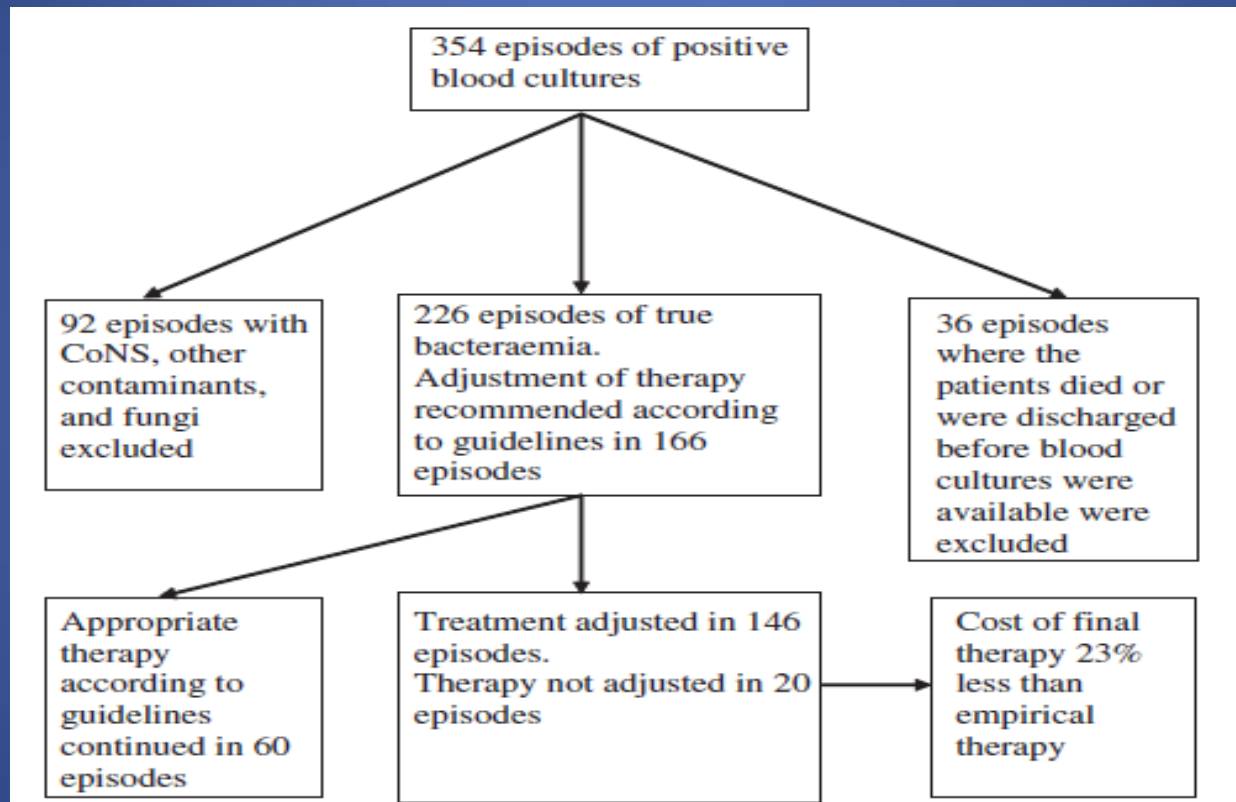 354 episodes of positive
blood cultures
92 episodes with
CoNS, other
contaminants,
and fungi
excluded
226 episodes of true
bacteraemia.
Adjustment of therapy
recommended according
to guidelines in 166
episodes
36 episodes
where the
patients died or
were discharged
before blood
cultures were
available were
excluded
Appropriate
therapy
according to
guidelines
continued in 60
episodes
Treatment adjusted in 146
episodes.
Therapy not adjusted in 20
episodes
Cost of final
therapy 23%
less than
empirical
therapy